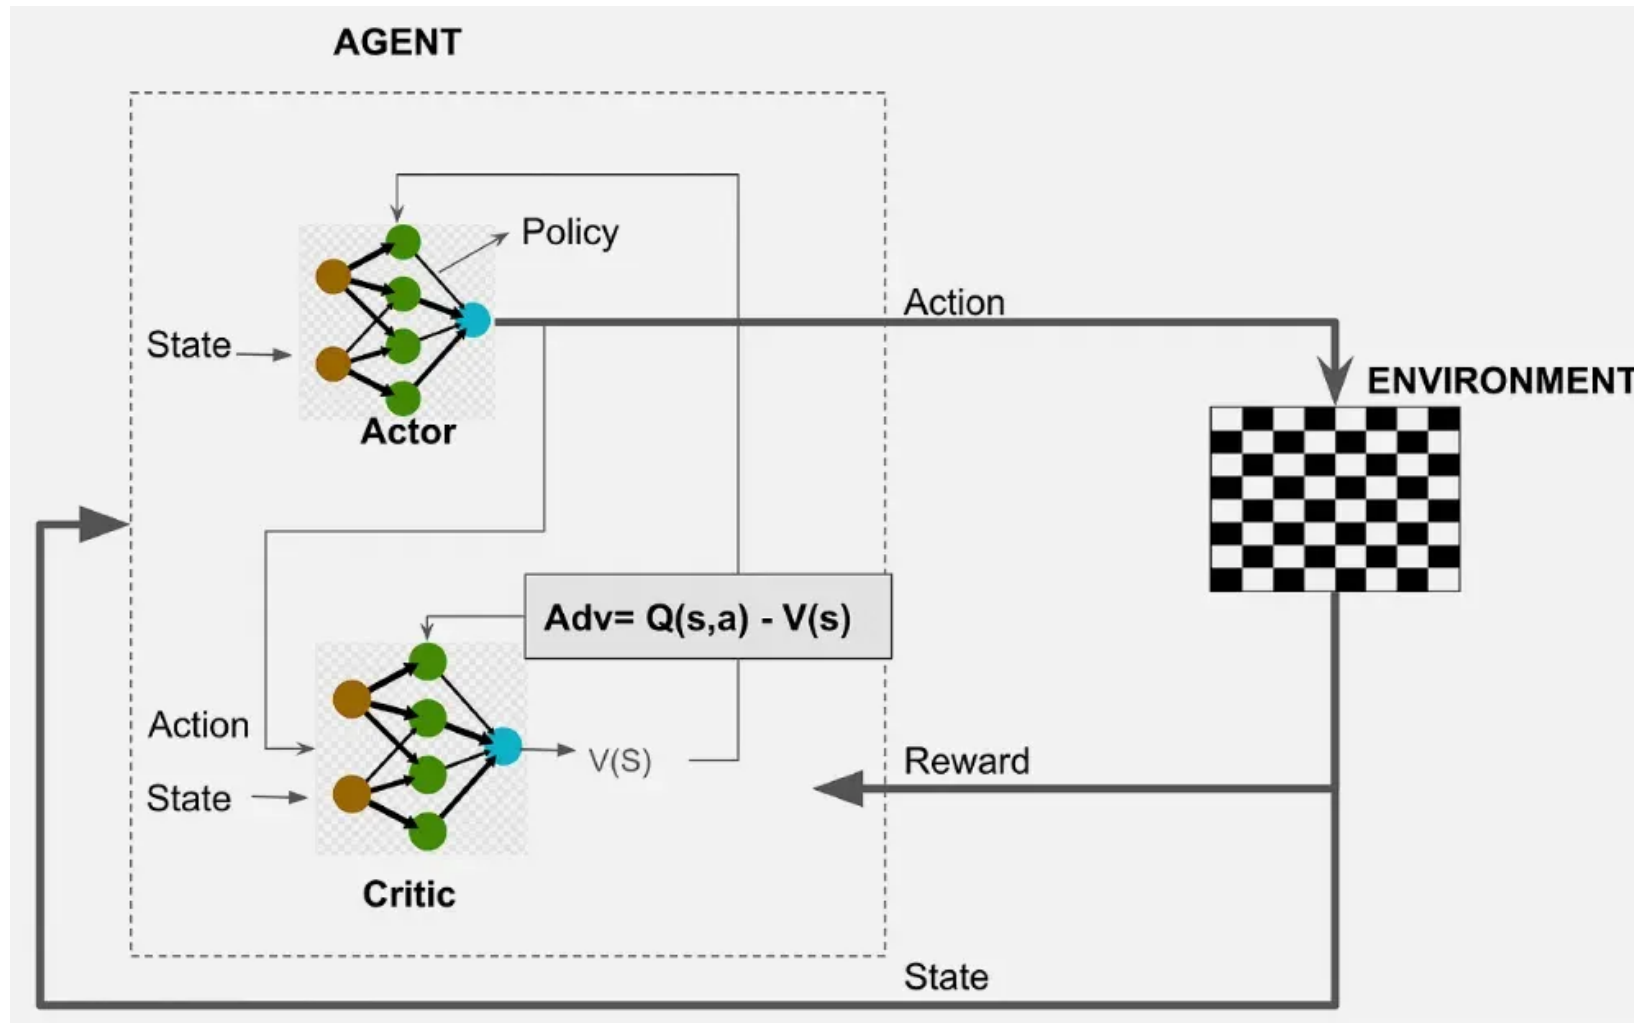 AGENT
Policy
Action
State
ENVIRONMENT
Actor
Adv= Q(s,a) - V(s)
Action
V(S)
Reward
State
Critic
State